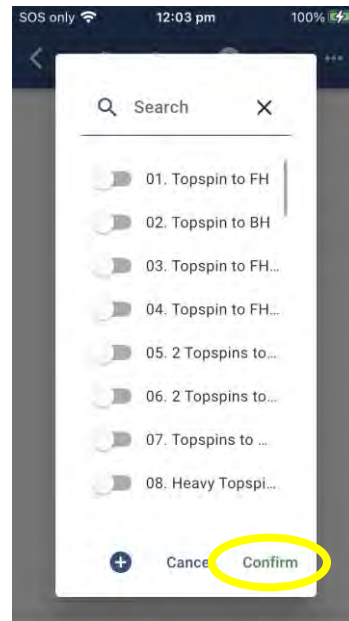 SOS only 12:03 pm 100%
Search
01. Topspin to FH
02. Topspin to BH
03. Topspin to FH...
04. Topspin to FH...
05. 2 Topspins to...
06. 2 Topspins to...
07. Topspins to ...
08. Heavy Topspi...
Cance Confirm